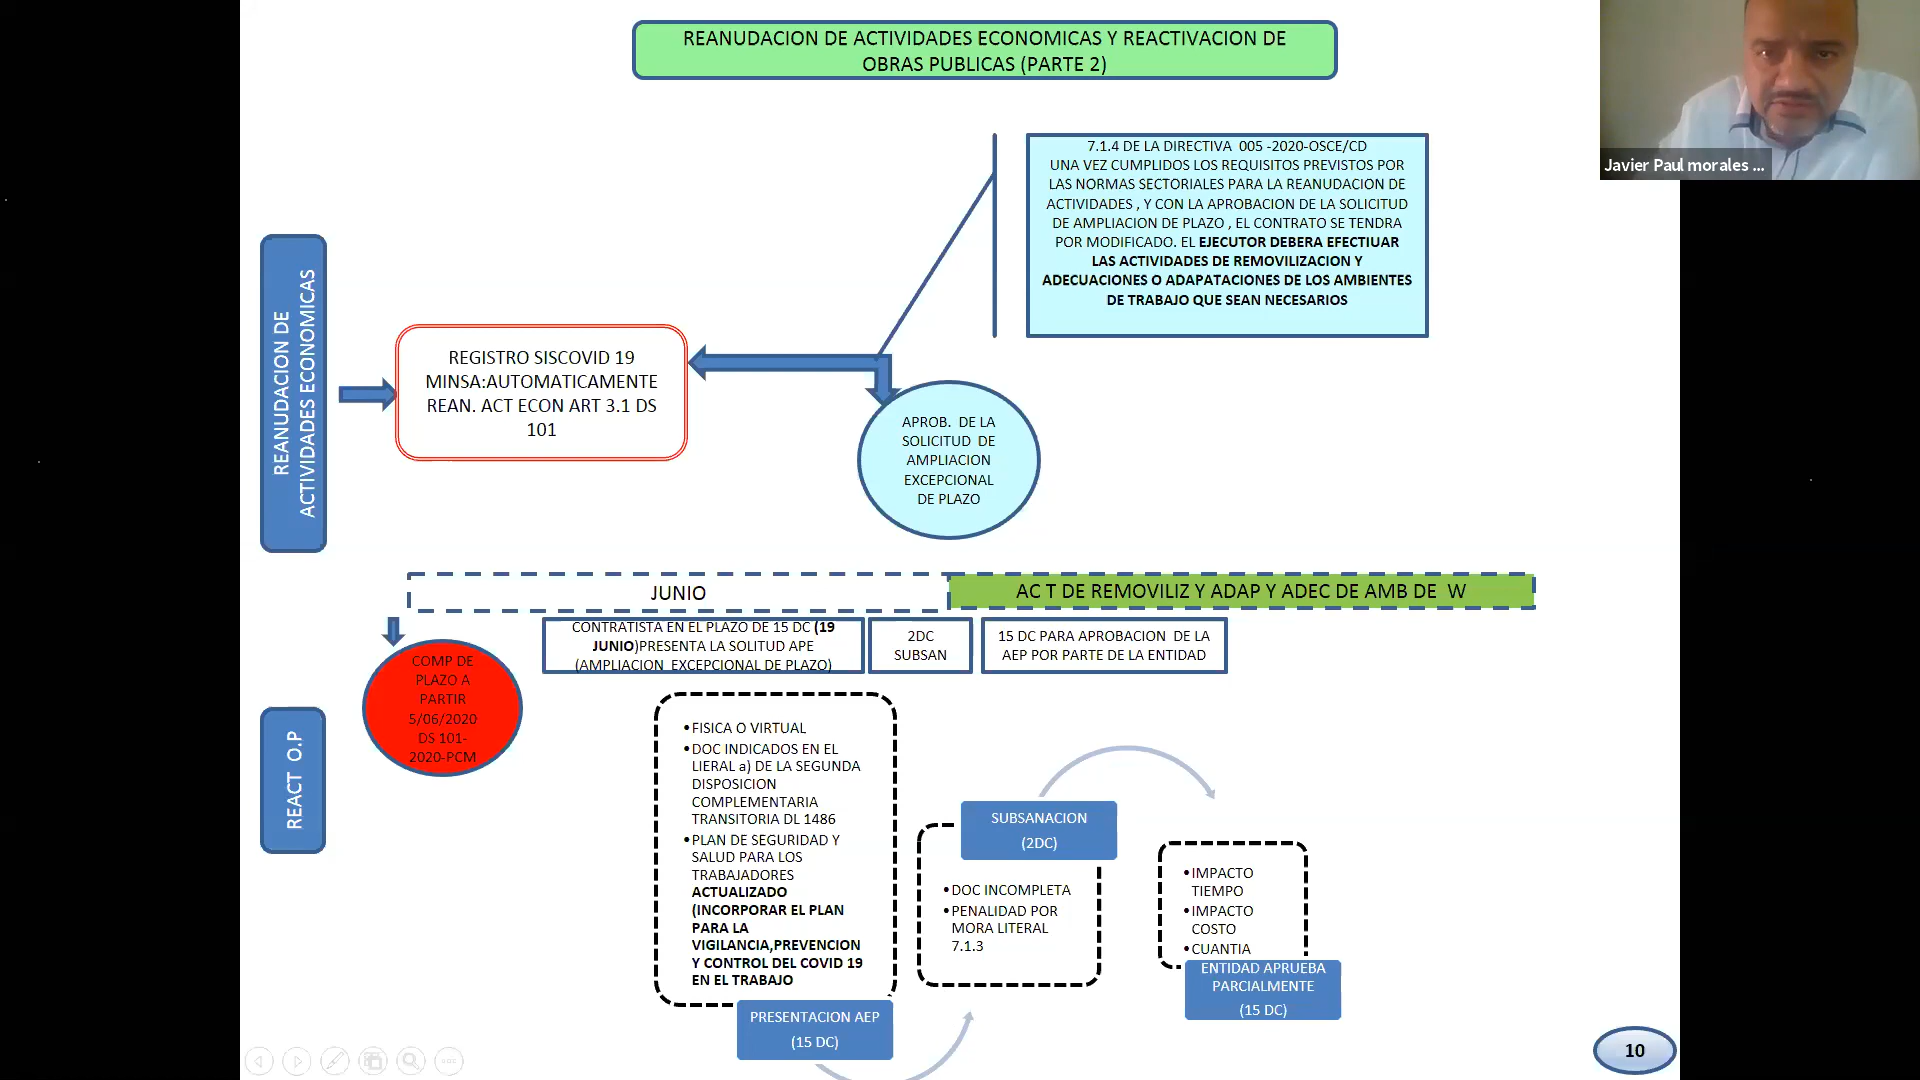 REANUDACION DE ACTIVIDADES ECONOMICAS Y REACTIVACION DE
OBRAS PUBLICAS (PARTE 2)
Javier Paul morales ...
7.1.4 DE LA DIRECTIVA 005 -2020-OSCE/CD
UNA VEZ CUMPLIDOS LOS REQUISITOS PREVISTOS POR
LAS NORMAS SECTORIALES PARA LA REANUDACION DE
ACTIVIDADES , Y CON LA APROBACION DE LA SOLICITUD
DE AMPLIACION DE PLAZO , EL CONTRATO SE TENDRA
POR MODIFICADO. EL EJECUTOR DEBERA EFECTIUAR
LAS ACTIVIDADES DE REMOVILIZACION Y
ADECUACIONES O ADAPATACIONES DE LOS AMBIENTES
DE TRABAJO QUE SEAN NECESARIOS
REANUDACION DE
ACTIVIDADES ECONOMICAS
REGISTRO SISCOVID 19
MINSA:AUTOMATICAMENTE
REAN. ACT ECON ART 3.1 DS
101
APROB. DE LA
SOLICITUD DE
AMPLIACION
EXCEPCIONAL
DE PLAZO
JUNIO
AC T DE REMOVILIZ Y ADAP Y ADEC DE AMB DE W
CONTRATISTA EN EL PLAZO DE 15 DC (19
JUNIO)PRESENTA LA SOLITUD APE
(AMPLIACION EXCEPCIONAL DE PLAZO)
2DC
SUBSAN
15 DC PARA APROBACION DE LA
AEP POR PARTE DE LA ENTIDAD
REACT O.P
COMP DE
PLAZO A
PARTIR
5/06/2020
DS 101-
2020-PCM
•FISICA O VIRTUAL
•DOC INDICADOS EN EL
LIERAL a) DE LA SEGUNDA
DISPOSICION
COMPLEMENTARIA
TRANSITORIA DL 1486
•PLAN DE SEGURIDAD Y
SALUD PARA LOS
TRABAJADORES
ACTUALIZADO
(INCORPORAR EL PLAN
PARA LA
VIGILANCIA,PREVENCION
Y CONTROL DEL COVID 19
EN EL TRABAJO
PRESENTACION AEP
(15 DC)
SUBSANACION
(2DC)
•DOC INCOMPLETA
•PENALIDAD POR
MORA LITERAL
7.1.3
•IMPACTO
TIEMPO
•IMPACTO
COSTO
•CUANTIA
ENTIDAD APRUEBA
PARCIALMENTE
(15 DC)
10